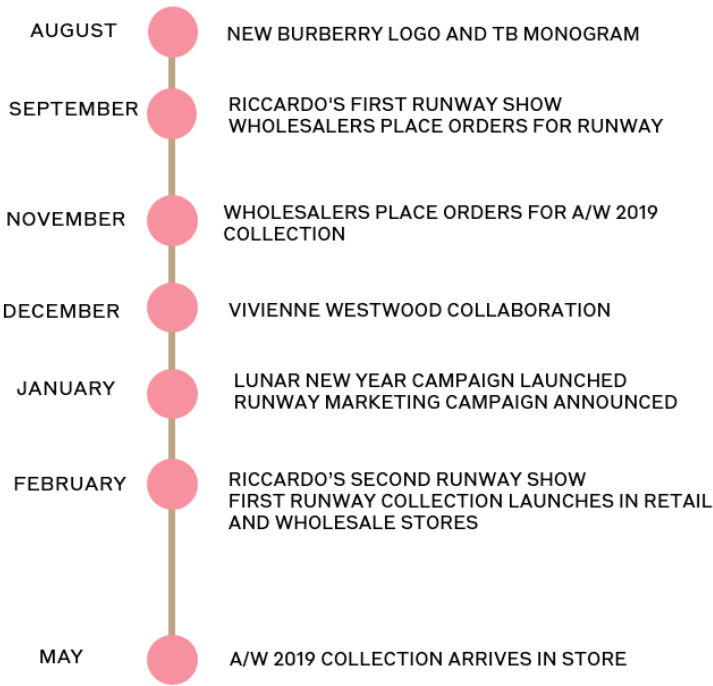 AUGUST
NEW BURBERRY LOGO AND TB MONOGRAM
SEPTEMBER
RICCARDO'S FIRST RUNWAY SHOW
WHOLESALERS PLACE ORDERS FOR RUNWAY
NOVEMBER
WHOLESALERS PLACE ORDERS FOR A/W 2019
COLLECTION
DECEMBER
VIVIENNE WESTWOOD COLLABORATION
JANUARY
LUNAR NEW YEAR CAMPAIGN LAUNCHED
RUNWAY MARKETING CAMPAIGN ANNOUNCED
FEBRUARY
RICCARDO’S SECOND RUNWAY SHOW
FIRST RUNWAY COLLECTION LAUNCHES IN RETAIL
AND WHOLESALE STORES
MAY
A/W 2019 COLLECTION ARRIVES IN STORE